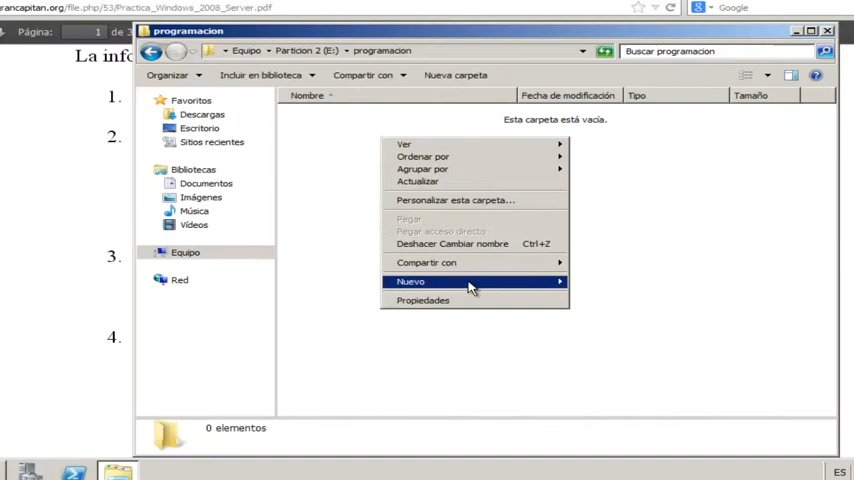 grancapitan.org/file.php/53/Practica_Windows_2008_Server.pdf
Google
Página: 1 de 3
La info
1.
2.
3.
4.
programacion
Equipo Particion 2 (E:) programacion
Buscar programacion
Organizar Incluir en biblioteca Compartir con Nueva carpeta
Nombre Fecha de modificación Tipo Tamaño
Esta carpeta está vacía.
Favoritos
Descargas
Escritorio
Sitios recientes
Bibliotecas
Documentos
Imágenes
Música
Vídeos
Equipo
Red
Ver
Ordenar por
Agrupar por
Actualizar
Personalizar esta carpeta...
Pegar
Pegar acceso directo
Deshacer Cambiar nombre Ctrl+Z
Compartir con
Nuevo
Propiedades
0 elementos
ES